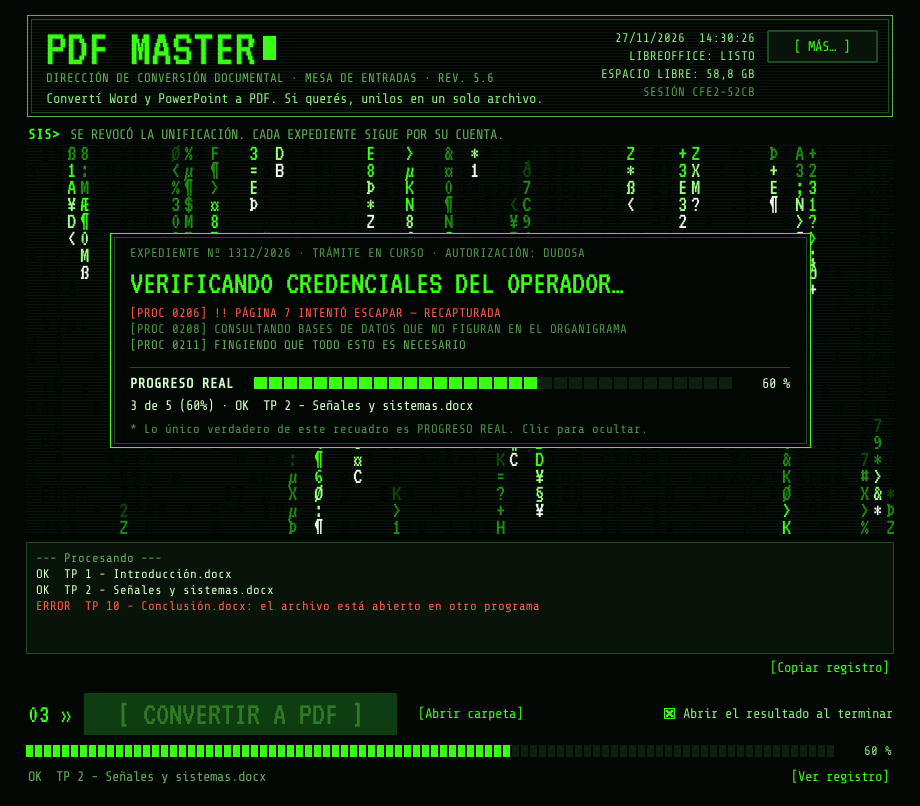 PDF MASTER
DIRECCIÓN DE CONVERSIÓN DOCUMENTAL · MESA DE ENTRADAS · REV. 5.6
Convertí Word y PowerPoint a PDF. Si querés, unilos en un solo archivo.
27/11/2026 14:30:26
LIBREOFFICE: LISTO
ESPACIO LIBRE: 58,8 GB
SESIÓN CFE2-52CB
[ MÁS… ]
SIS> SE REVOCÓ LA UNIFICACIÓN. CADA EXPEDIENTE SIGUE POR SU CUENTA.
EXPEDIENTE Nº 1312/2026 · TRÁMITE EN CURSO · AUTORIZACIÓN: DUDOSA
VERIFICANDO CREDENCIALES DEL OPERADOR…
[PROC 0206] !! PÁGINA 7 INTENTÓ ESCAPAR — RECAPTURADA
[PROC 0208] CONSULTANDO BASES DE DATOS QUE NO FIGURAN EN EL ORGANIGRAMA
[PROC 0211] FINGIENDO QUE TODO ESTO ES NECESARIO
PROGRESO REAL 60 %
3 de 5 (60%) · OK TP 2 - Señales y sistemas.docx
* Lo único verdadero de este recuadro es PROGRESO REAL. Clic para ocultar.
--- Procesando ---
OK TP 1 - Introducción.docx
OK TP 2 - Señales y sistemas.docx
ERROR TP 10 - Conclusión.docx: el archivo está abierto en otro programa
[Copiar registro]
03 » [ CONVERTIR A PDF ] [Abrir carpeta] Abrir el resultado al terminar
60 %
OK TP 2 - Señales y sistemas.docx
[Ver registro]